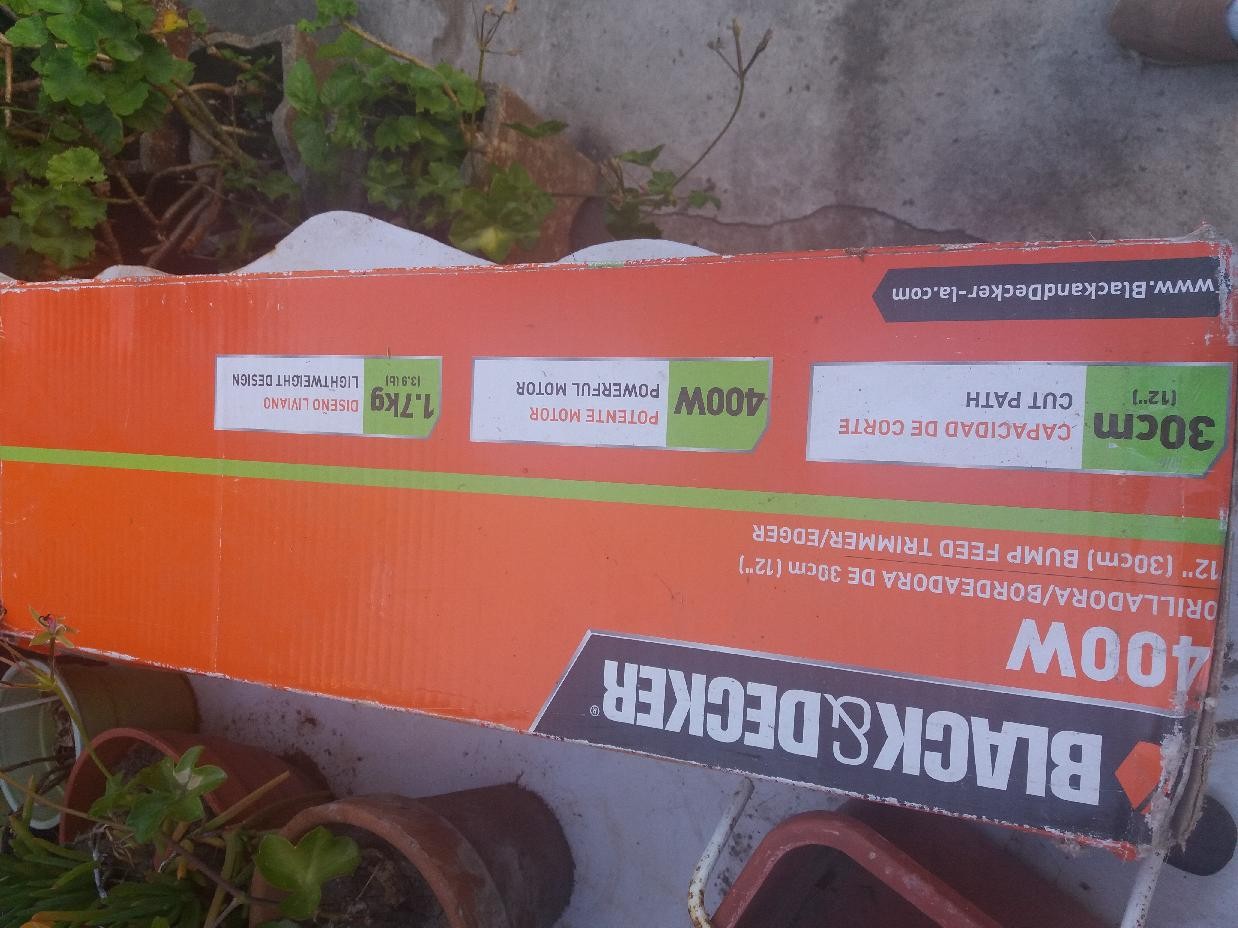 BLACK&DECKER®
400W
ORILLADORA/BORDEADORA DE 30cm (12")
12" (30cm) BUMP FEED TRIMMER/EDGER
30cm
(12")
CAPACIDAD DE CORTE
CUT PATH
400W
POTENTE MOTOR
POWERFUL MOTOR
1.7kg
(3.9 lb)
DISEÑO LIVIANO
LIGHTWEIGHT DESIGN
www.BlackandDecker-la.com